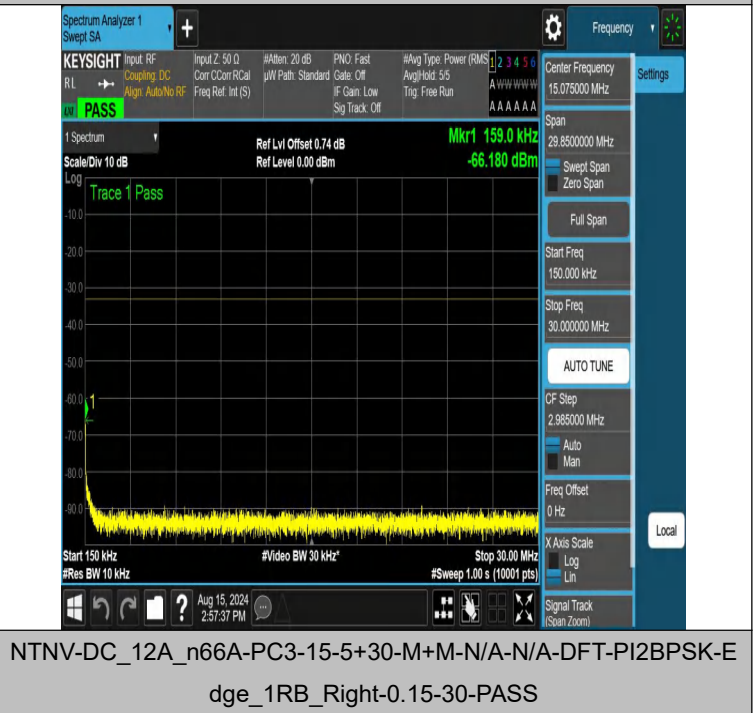 Spectrum Analyzer 1
Swept SA
+
Frequency
KEYSIGHT
RL
PASS
Input: RF
Coupling: DC
Align: Auto/No RF
Input Z: 50 Ω
Corr CCorr RCal
Freq Ref: Int (S)
#Atten: 20 dB
µW Path: Standard
PNO: Fast
Gate: Off
IF Gain: Low
Sig Track: Off
#Avg Type: Power (RMS
Avg|Hold: 5/5
Trig: Free Run
1 2 3 4 5 6
A W W W W W
A A A A A A
Center Frequency
15.075000 MHz
Settings
1 Spectrum
Scale/Div 10 dB
Log
Ref Lvl Offset 0.74 dB
Ref Level 0.00 dBm
Mkr1 159.0 kHz
-66.180 dBm
Trace 1 Pass
-10.0
-20.0
-30.0
-40.0
-50.0
-60.0
-70.0
-80.0
-90.0
1
Start 150 kHz
#Res BW 10 kHz
#Video BW 30 kHz*
Stop 30.00 MHz
#Sweep 1.00 s (10001 pts)
Span
29.8500000 MHz
Swept Span
Zero Span
Full Span
Start Freq
150.000 kHz
Stop Freq
30.000000 MHz
AUTO TUNE
CF Step
2.985000 MHz
Auto
Man
Freq Offset
0 Hz
X Axis Scale
Log
Lin
Signal Track
(Span Zoom)
Local
?
Aug 15, 2024
2:57:37 PM
NTNV-DC_12A_n66A-PC3-15-5+30-M+M-N/A-N/A-DFT-PI2BPSK-E
dge_1RB_Right-0.15-30-PASS